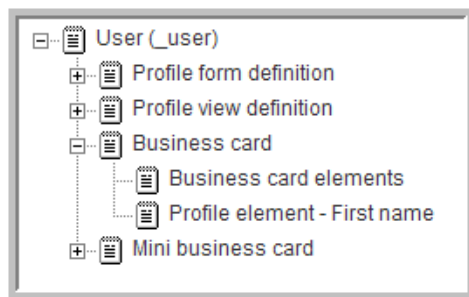 User (_user)
Profile form definition
Profile view definition
Business card
Business card elements
Profile element - First name
Mini business card